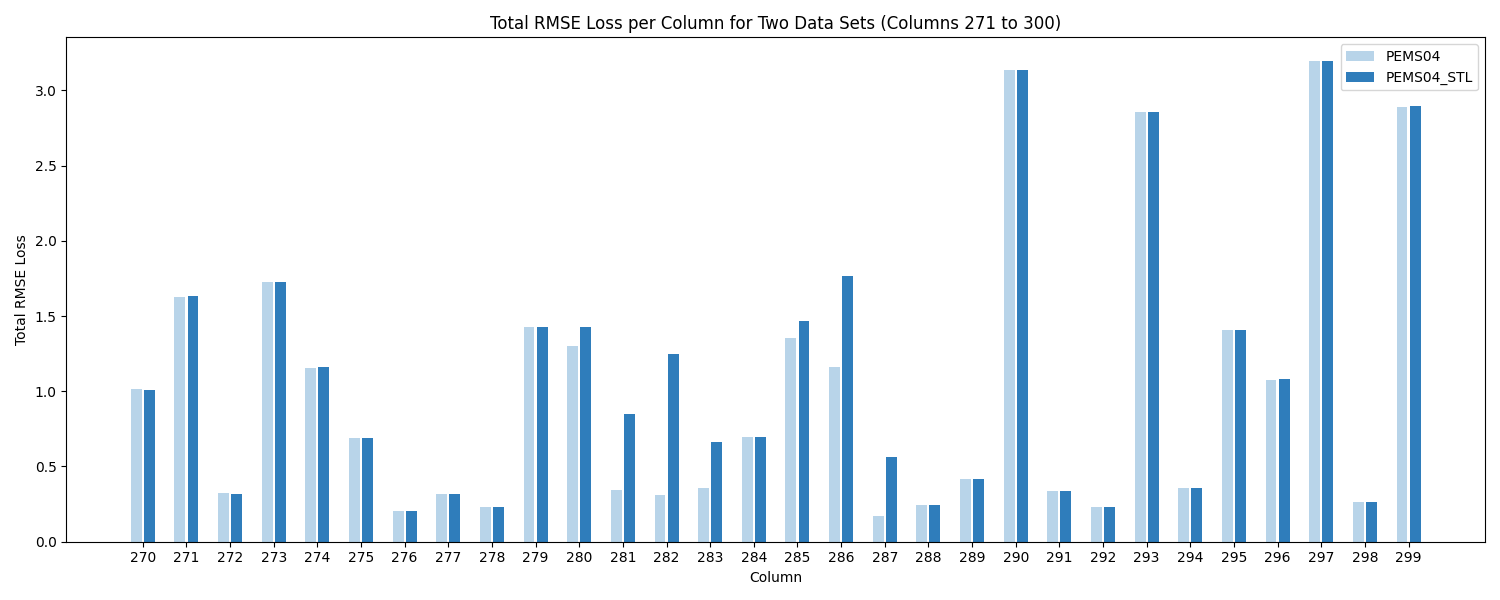 Total RMSE Loss per Column for Two Data Sets (Columns 271 to 300)
PEMS04
PEMS04_STL
Total RMSE Loss
3.0
2.5
2.0
1.5
1.0
0.5
0.0
270 271 272 273 274 275 276 277 278 279 280 281 282 283 284 285 286 287 288 289 290 291 292 293 294 295 296 297 298 299
Column